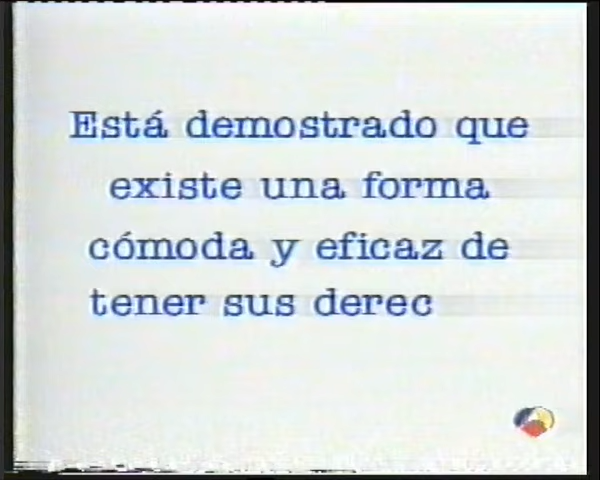 Está demostrado que
existe una forma
cómoda y eficaz de
tener sus derec